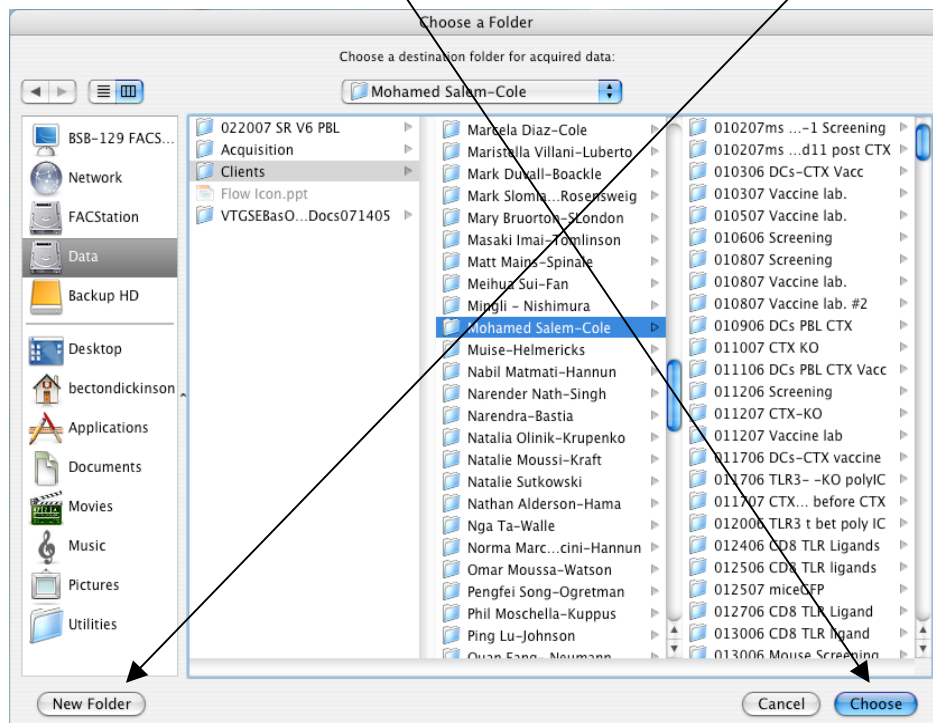 Choose a Folder
Choose a destination folder for acquired data:
Mohamed Salem-Cole
BSB-129 FACS...
Network
FACStation
Data
Backup HD
Desktop
bectondickinson
Applications
Documents
Movies
Music
Pictures
Utilities
022007 SR V6 PBL
Acquisition
Clients
Flow Icon.ppt
VTGSEBasO...Docs071405
Marcela Diaz-Cole
Maristella Villani-Luberto
Mark Duvall-Boackle
Mark Slomia...Rosensweig
Mary Bruorton-SLondon
Masaki Imai-Tomlinson
Matt Mains-Spinale
Meihua Sui-Fan
Mingli - Nishimura
Mohamed Salem-Cole
Muise-Helmericks
Nabil Matmati-Hannun
Narender Nath-Singh
Narendra-Bastia
Natalia Olinik-Krupenko
Natalie Moussi-Kraft
Natalie Sutkowski
Nathan Alderson-Hama
Nga Ta-Walle
Norma Marc...cini-Hannun
Omar Moussa-Watson
Pengfei Song-Ogretman
Phil Moschella-Kuppus
Ping Lu-Johnson
Quan Fang- Neumann
010207ms ...-1 Screening
010207ms ...d11 post CTX
010306 DCs-CTX Vacc
010307 Vaccine lab.
010507 Vaccine lab.
010606 Screening
010807 Screening
010807 Vaccine lab.
010807 Vaccine lab. #2
010906 DCs PBL CTX
011007 CTX KO
011106 DCs PBL CTX Vacc
011206 Screening
011207 CTX-KO
011207 Vaccine lab
011706 DCs-CTX vaccine
011706 TLR3- -KO polyIC
011707 CTX... before CTX
012006 TLR3 t bet poly IC
012406 CD8 TLR Ligands
012506 CD8 TLR ligands
012507 miceGFP
012706 CD8 TLR Ligand
013006 CD8 TLR ligand
013006 Mouse Screening
New Folder
Cancel
Choose